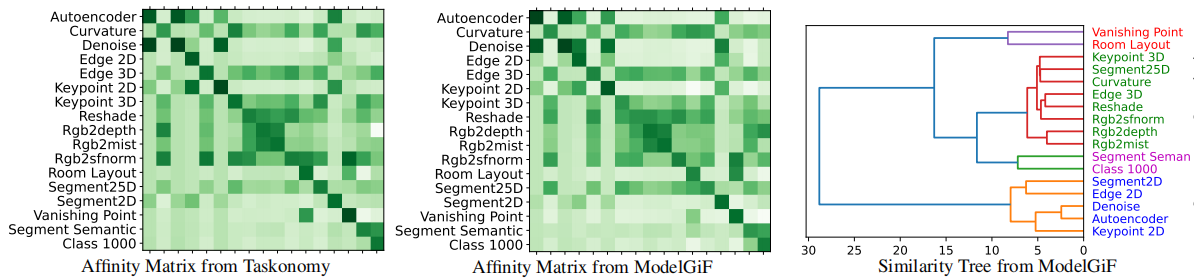 Autoencoder
Curvature
Denoise
Edge 2D
Edge 3D
Keypoint 2D
Keypoint 3D
Reshade
Rgb2depth
Rgb2mist
Rgb2sfnorm
Room Layout
Segment25D
Segment2D
Vanishing Point
Segment Semantic
Class 1000
Affinity Matrix from Taskonomy
Autoencoder
Curvature
Denoise
Edge 2D
Edge 3D
Keypoint 2D
Keypoint 3D
Reshade
Rgb2depth
Rgb2mist
Rgb2sfnorm
Room Layout
Segment25D
Segment2D
Vanishing Point
Segment Semantic
Class 1000
Affinity Matrix from ModelGiF
Vanishing Point
Room Layout
Keypoint 3D
Segment25D
Curvature
Edge 3D
Reshade
Rgb2sfnorm
Rgb2depth
Rgb2mist
Segment Seman
Class 1000
Segment2D
Edge 2D
Denoise
Autoencoder
Keypoint 2D
30 25 20 15 10 5 0
Similarity Tree from ModelGiF